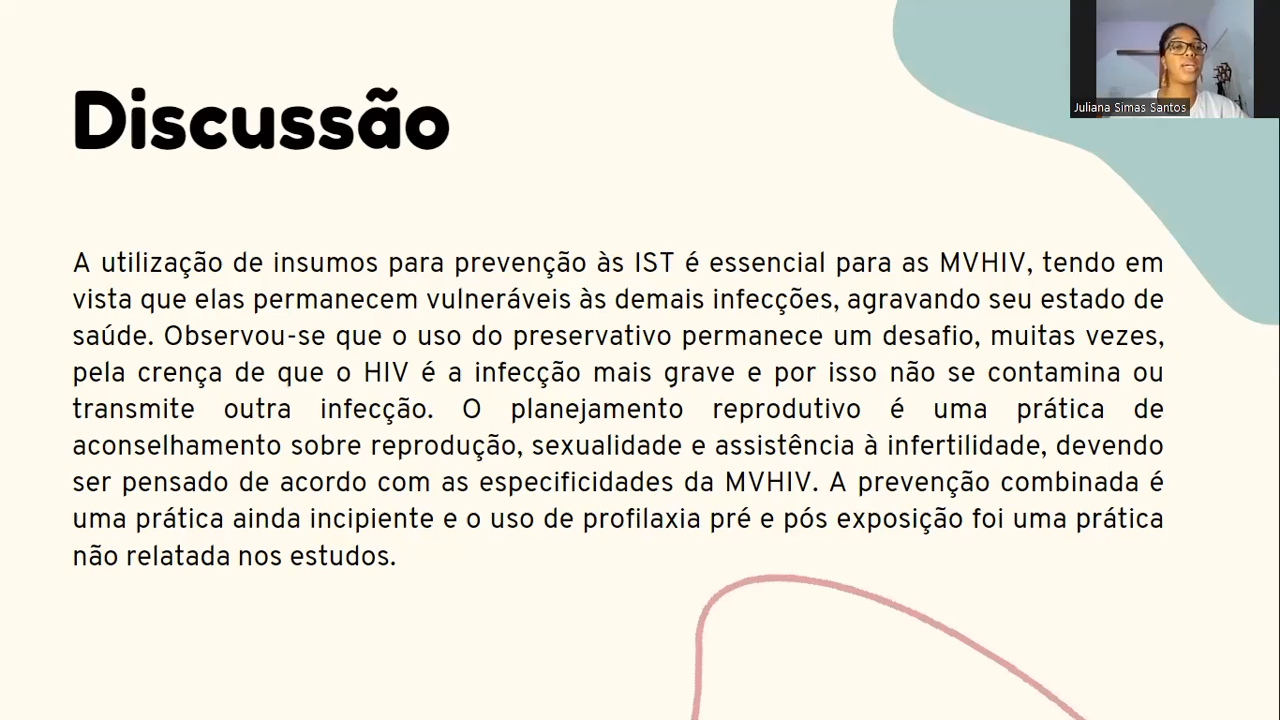 Discussão
Juliana Simas Santos
A utilização de insumos para prevenção às IST é essencial para as MVHIV, tendo em
vista que elas permanecem vulneráveis às demais infecções, agravando seu estado de
saúde. Observou-se que o uso do preservativo permanece um desafio, muitas vezes,
pela crença de que o HIV é a infecção mais grave e por isso não se contamina ou
transmite outra infecção. O planejamento reprodutivo é uma prática de
aconselhamento sobre reprodução, sexualidade e assistência à infertilidade, devendo
ser pensado de acordo com as especificidades da MVHIV. A prevenção combinada é
uma prática ainda incipiente e o uso de profilaxia pré e pós exposição foi uma prática
não relatada nos estudos.